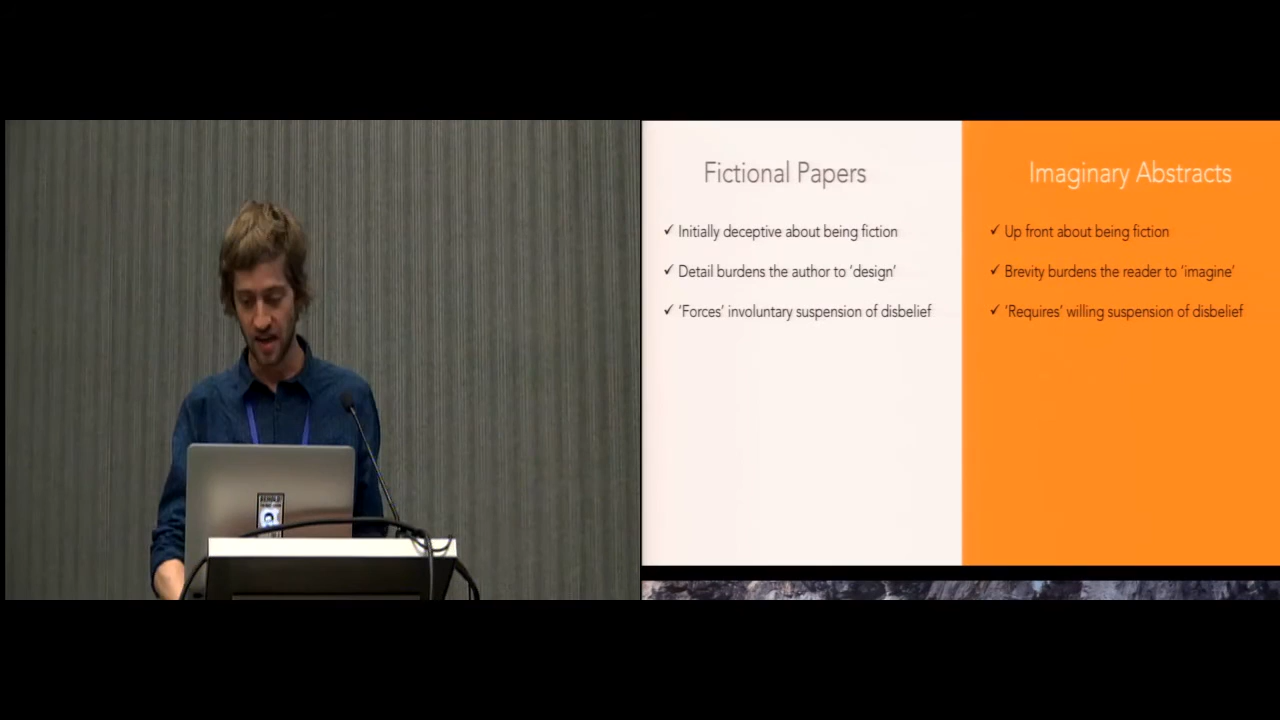 Fictional Papers
✓ Initially deceptive about being fiction
✓ Detail burdens the author to ‘design’
✓ ‘Forces’ involuntary suspension of disbelief
Imaginary Abstracts
✓ Up front about being fiction
✓ Brevity burdens the reader to ‘imagine’
✓ ‘Requires’ willing suspension of disbelief